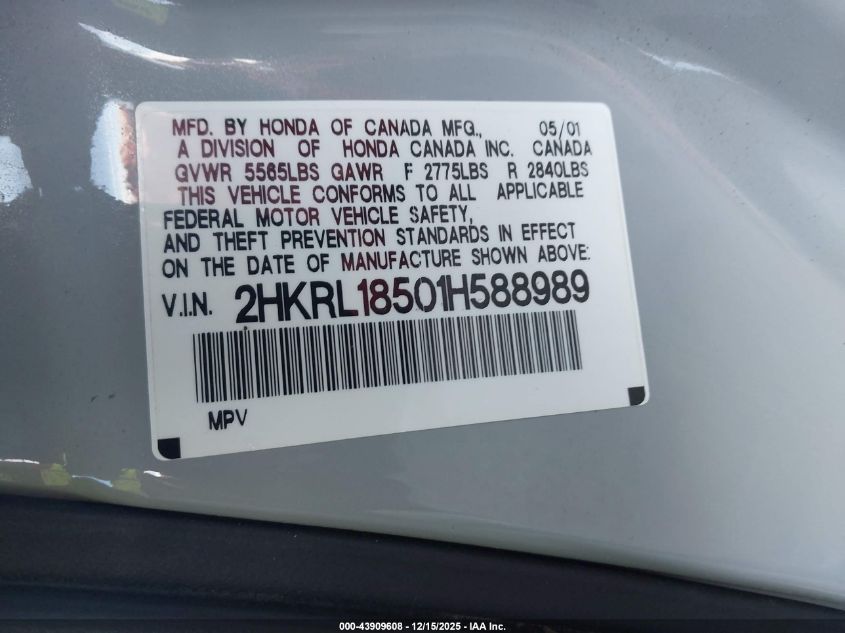 MFD. BY HONDA OF CANADA MFG., 05/01
A DIVISION OF HONDA CANADA INC. CANADA
GVWR 5565LBS GAWR F 2775LBS R 2840LBS
THIS VEHICLE CONFORMS TO ALL APPLICABLE
FEDERAL MOTOR VEHICLE SAFETY,
AND THEFT PREVENTION STANDARDS IN EFFECT
ON THE DATE OF MANUFACTURE SHOWN ABOVE:
V.I.N. 2HKRL18501H588989
MPV
000-43909608 - 12/15/2025 - IAA Inc.